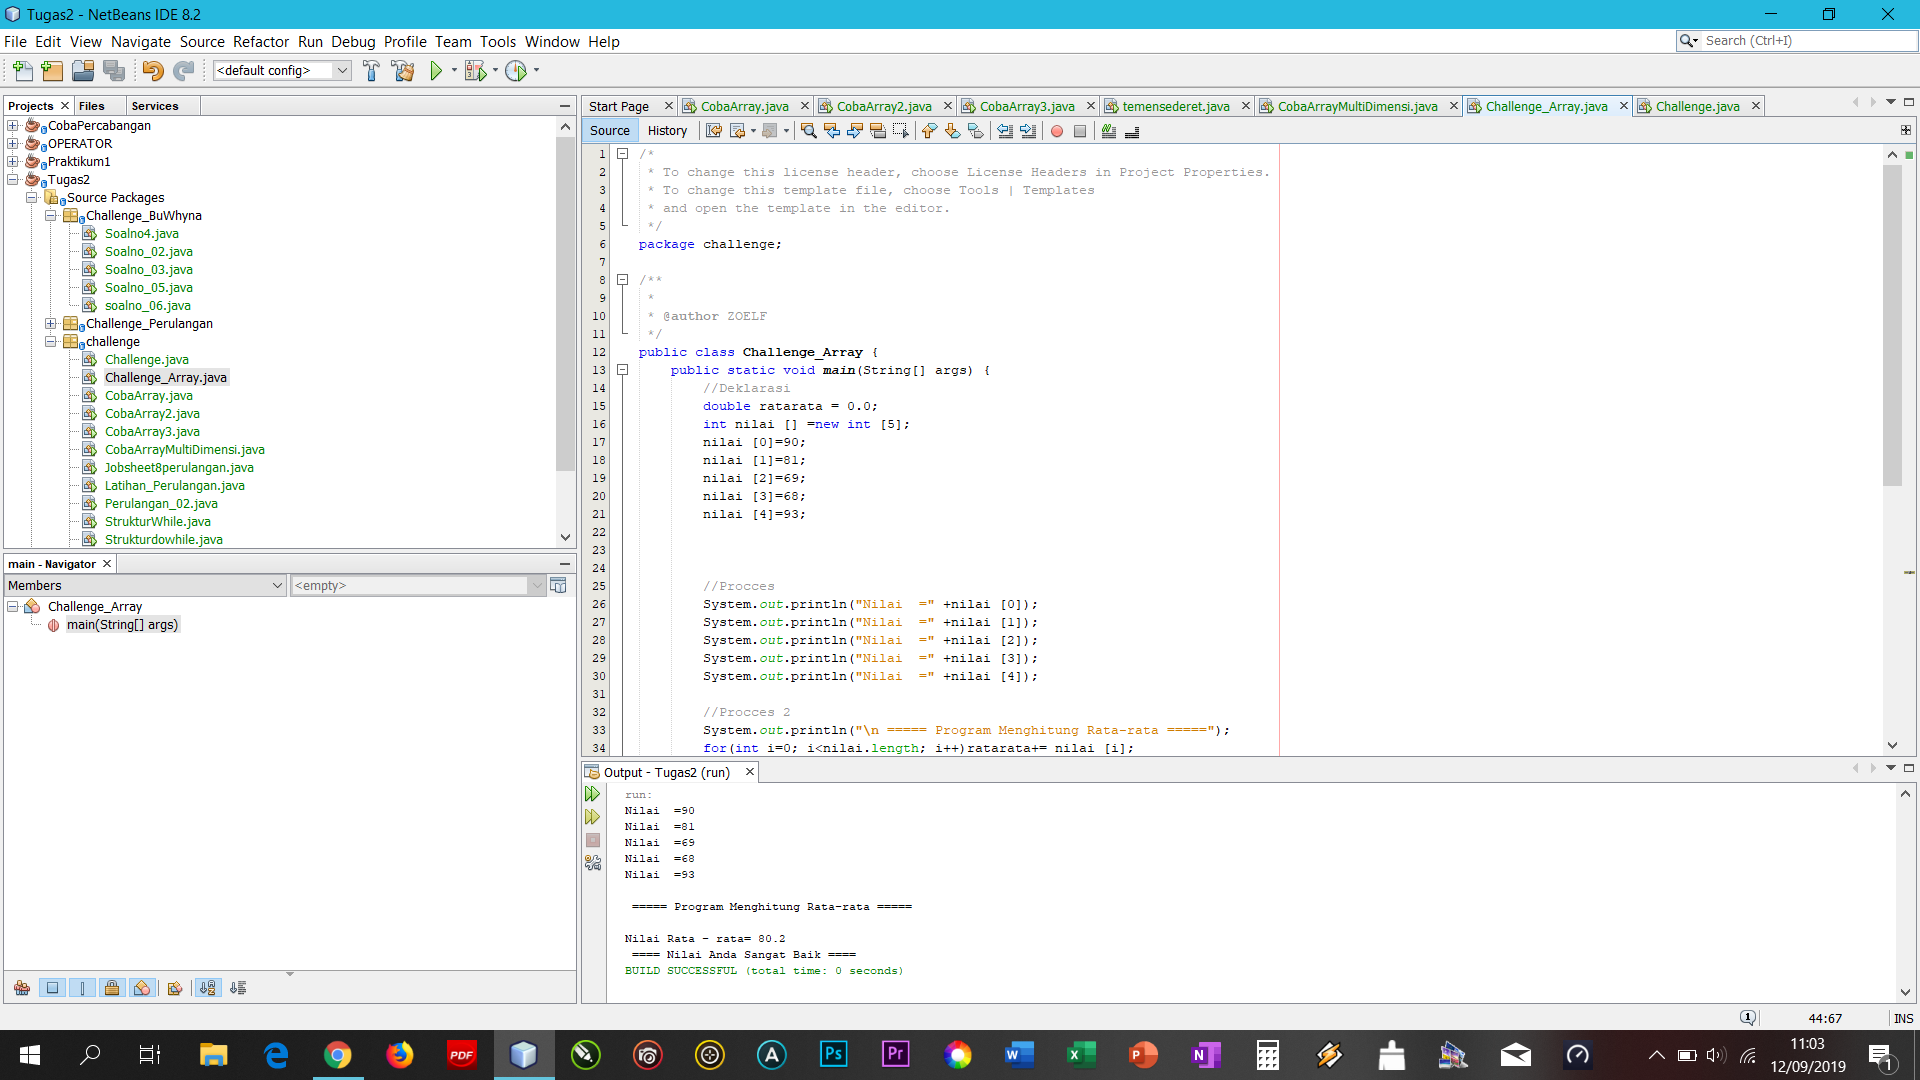 Tugas2 - NetBeans IDE 8.2
File Edit View Navigate Source Refactor Run Debug Profile Team Tools Window Help
Search (Ctrl+I)
<default config>
Projects Files Services
CobaPercabangan
OPERATOR
Praktikum1
Tugas2
Source Packages
Challenge_BuWhyna
Soalno4.java
Soalno_02.java
Soalno_03.java
Soalno_05.java
soalno_06.java
Challenge_Perulangan
challenge
Challenge.java
Challenge_Array.java
CobaArray.java
CobaArray2.java
CobaArray3.java
CobaArrayMultiDimensi.java
Jobsheet8perulangan.java
Latihan_Perulangan.java
Perulangan_02.java
StrukturWhile.java
Strukturdowhile.java
main - Navigator
Members <empty>
Challenge_Array
main(String[] args)
Start Page CobaArray.java CobaArray2.java CobaArray3.java temensederet.java CobaArrayMultiDimensi.java Challenge_Array.java Challenge.java
Source History
1 /*
2 * To change this license header, choose License Headers in Project Properties.
3 * To change this template file, choose Tools | Templates
4 * and open the template in the editor.
5 */
6 package challenge;
7
8 /**
9 *
10 * @author ZOELF
11 */
12 public class Challenge_Array {
13 public static void main(String[] args) {
14 //Deklarasi
15 double ratarata = 0.0;
16 int nilai [] =new int [5];
17 nilai [0]=90;
18 nilai [1]=81;
19 nilai [2]=69;
20 nilai [3]=68;
21 nilai [4]=93;
22
23
24
25 //Procces
26 System.out.println("Nilai  =" +nilai [0]);
27 System.out.println("Nilai  =" +nilai [1]);
28 System.out.println("Nilai  =" +nilai [2]);
29 System.out.println("Nilai  =" +nilai [3]);
30 System.out.println("Nilai  =" +nilai [4]);
31
32 //Procces 2
33 System.out.println("\n ===== Program Menghitung Rata-rata =====");
34 for(int i=0; i<nilai.length; i++)ratarata+= nilai [i];
Output - Tugas2 (run)
run:
Nilai  =90
Nilai  =81
Nilai  =69
Nilai  =68
Nilai  =93
===== Program Menghitung Rata-rata =====
Nilai Rata - rata= 80.2
==== Nilai Anda Sangat Baik ====
BUILD SUCCESSFUL (total time: 0 seconds)
1 44:67 INS
PDF Ps Pr W X P N
11:03
12/09/2019
1